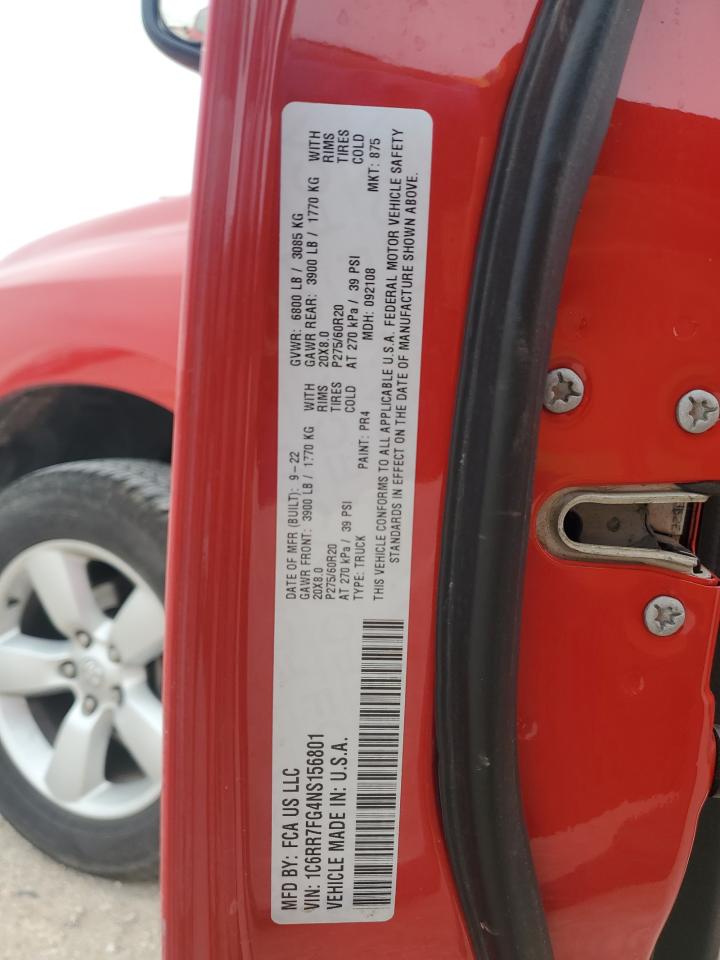 MFD BY: FCA US LLC
DATE OF MFR (BUILT): 9-22
GVWR: 6800 LB / 3085 KG
GAWR FRONT: 3900 LB / 1770 KG WITH
GAWR REAR: 3900 LB / 1770 KG WITH
20X8.0 RIMS
20X8.0 RIMS
P275/60R20 TIRES
P275/60R20 TIRES
AT 270 kPa / 39 PSI COLD
AT 270 kPa / 39 PSI COLD
TYPE: TRUCK PAINT: PR4 MDH: 092108 MKT: 875
THIS VEHICLE CONFORMS TO ALL APPLICABLE U.S.A. FEDERAL MOTOR VEHICLE SAFETY
STANDARDS IN EFFECT ON THE DATE OF MANUFACTURE SHOWN ABOVE.
VIN: 1C6RR7FG4NS156801
VEHICLE MADE IN: U.S.A.